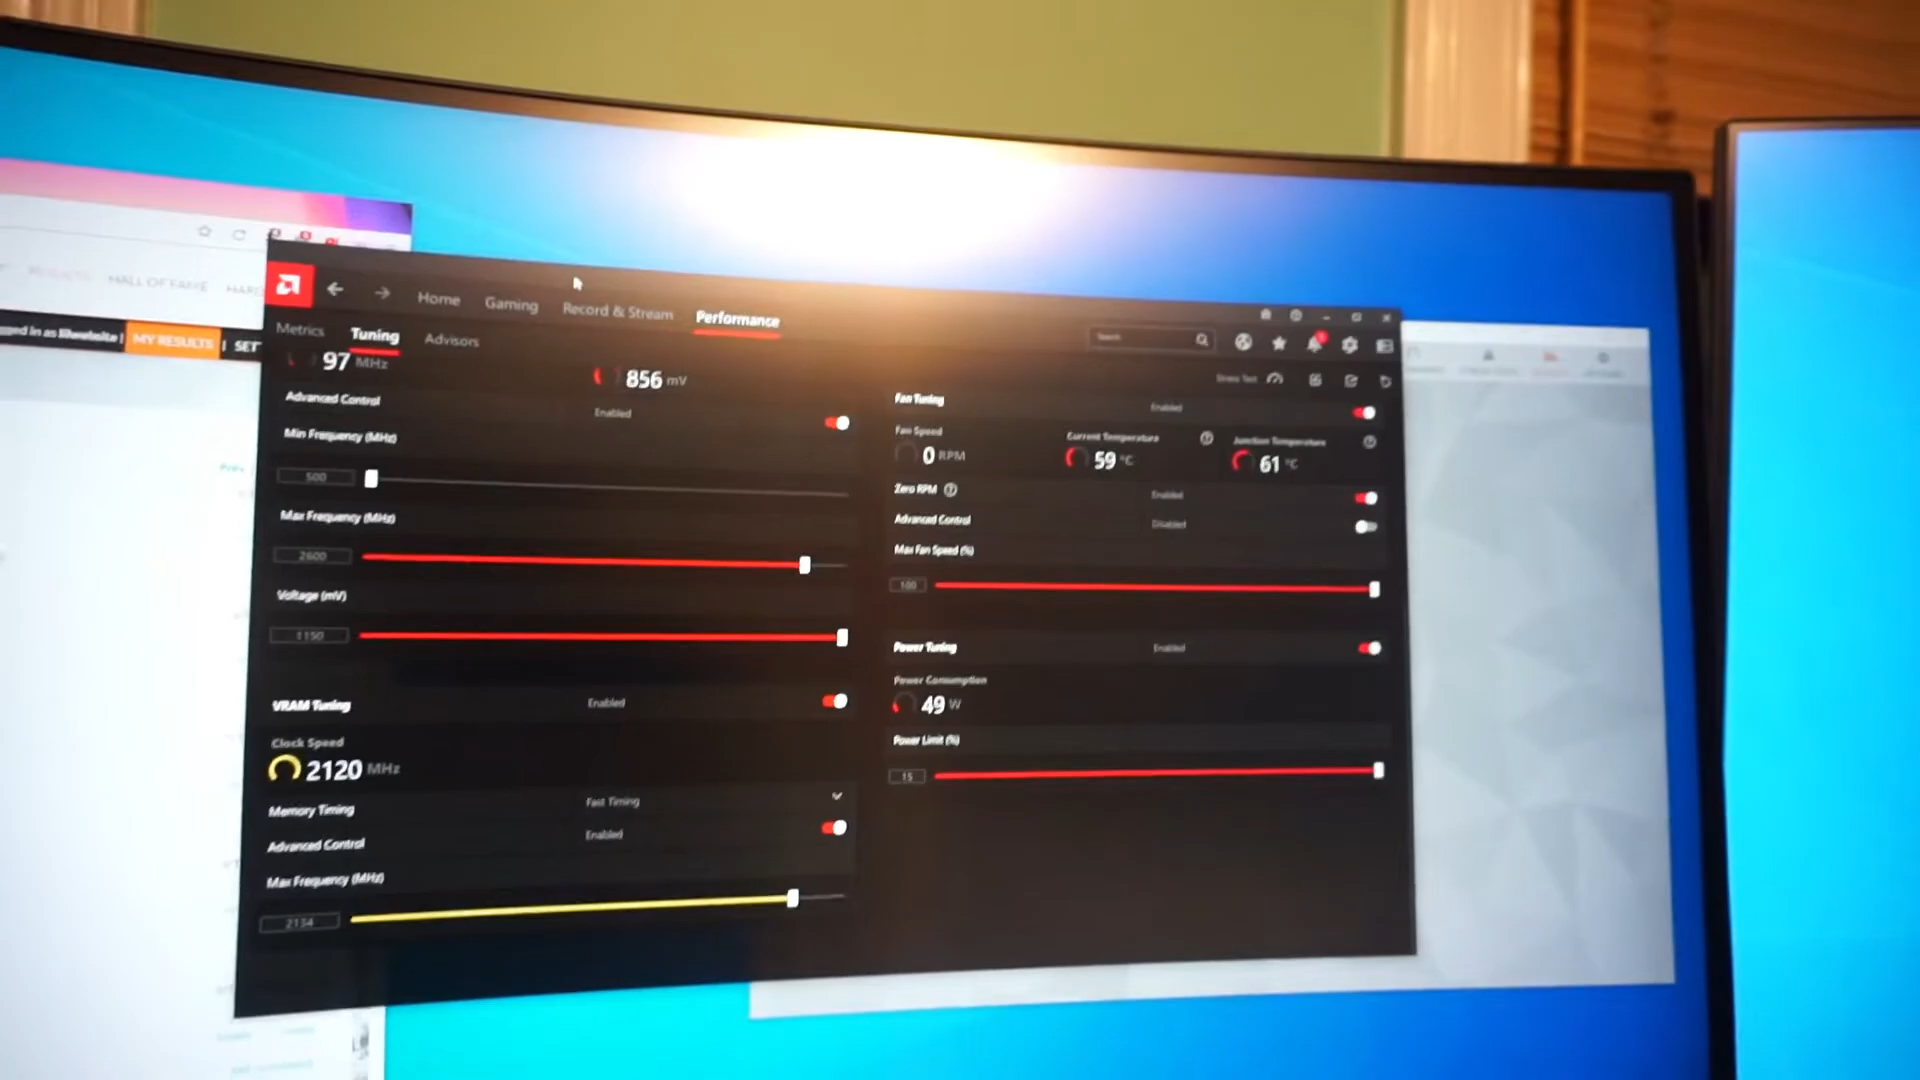 HALL OF FAME
MY RESULTS | SET
Home Gaming Record & Stream Performance
Metrics Tuning Advisors
Search
97 MHz
856 mV
Stress Test
Advanced Control Enabled
Min Frequency (MHz)
500
Max Frequency (MHz)
2600
Voltage (mV)
1150
VRAM Tuning Enabled
Clock Speed
2120 MHz
Memory Timing Fast Timing
Advanced Control Enabled
Max Frequency (MHz)
2134
Fan Tuning Enabled
Fan Speed Current Temperature Junction Temperature
0 RPM 59 °C 61 °C
Zero RPM Enabled
Advanced Control Disabled
Max Fan Speed (%)
100
Power Tuning Enabled
Power Consumption
49 W
Power Limit (%)
15